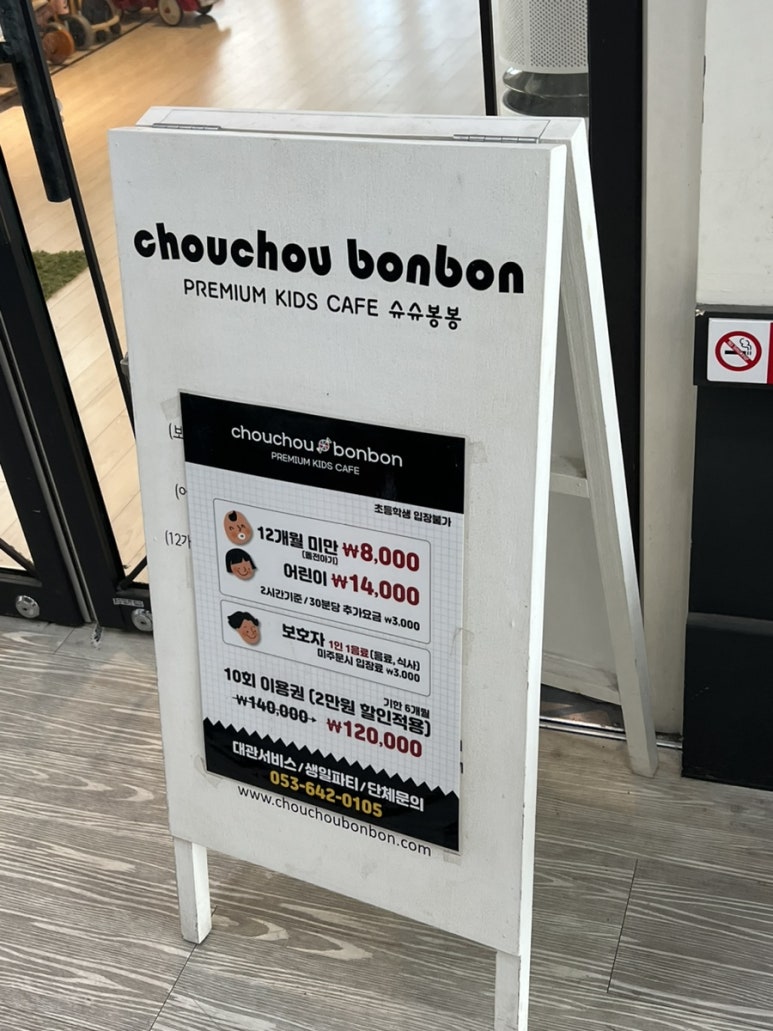 chouchou bonbon
PREMIUM KIDS CAFE 슈슈봉봉
chouchou bonbon
PREMIUM KIDS CAFE
초등학생 입장불가
12개월 미만 ₩8,000
(돌전아기)
어린이 ₩14,000
2시간기준/30분당 추가요금 ₩3.000
보호자 1인 1음료(음료, 식사)
미주문시 입장료 ₩3.000
기한 6개월
10회 이용권 (2만원 할인적용)
₩140,000→ ₩120,000
대관서비스/생일파티/단체문의
053-642-0105
www.chouchoubonbon.com
(12개